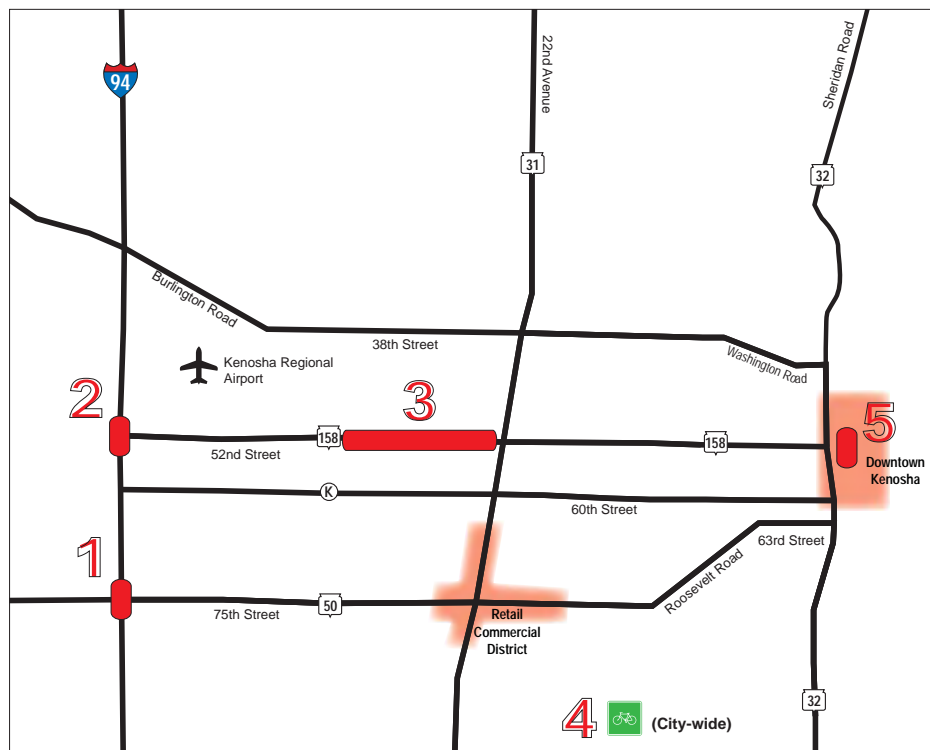 94
22nd Avenue
Sheridan Road
31
32
Burlington Road
38th Street
Washington Road
Kenosha Regional
Airport
2
3
5
158
158
52nd Street
Downtown
Kenosha
K
60th Street
63rd Street
1
Roosevelt Road
50
75th Street
Retail
Commercial
District
4
(City-wide)
32